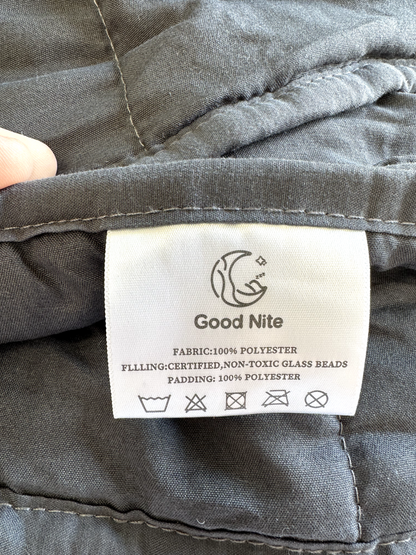 Good Nite
FABRIC:100% POLYESTER
FLLLING:CERTIFIED,NON-TOXIC GLASS BEADS
PADDING: 100% POLYESTER